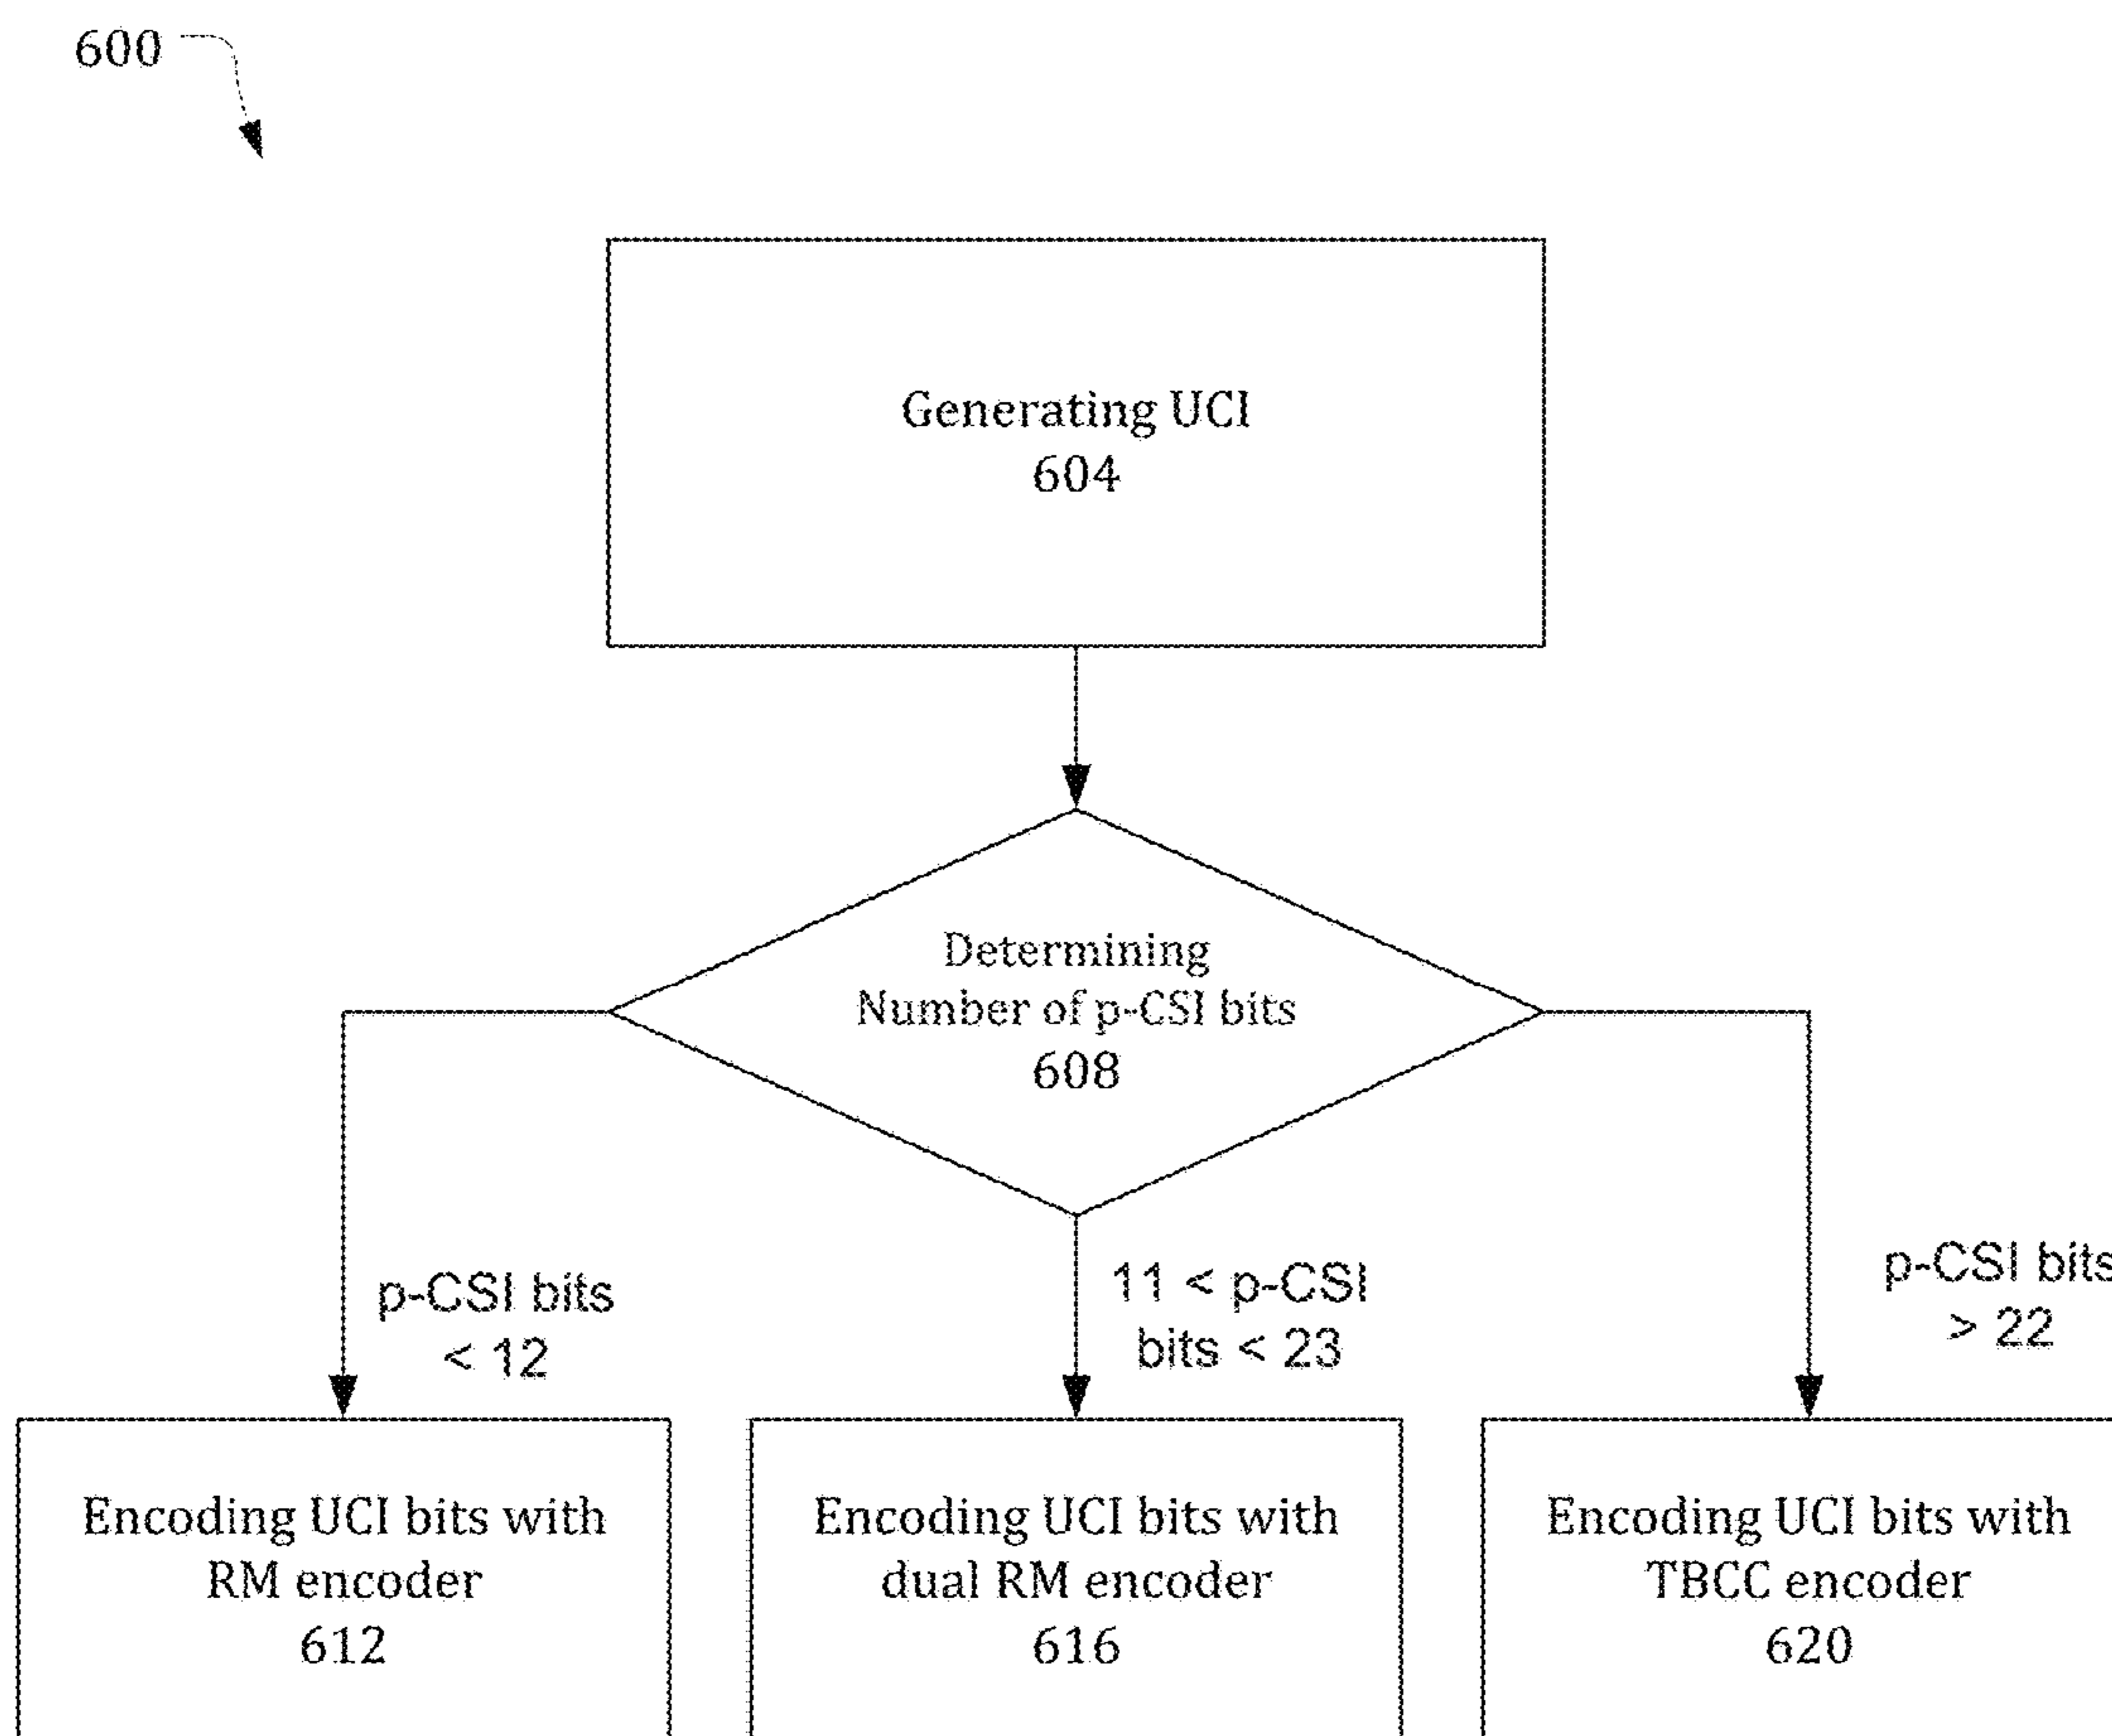 600
Generating UCI
604
Determining
Number of p-CSI bits
608
p-CSI bits
< 12
11 < p-CSI
bits < 23
p-CSI bits
> 22
Encoding UCI bits with
RM encoder
612
Encoding UCI bits with
dual RM encoder
616
Encoding UCI bits with
TBCC encoder
620